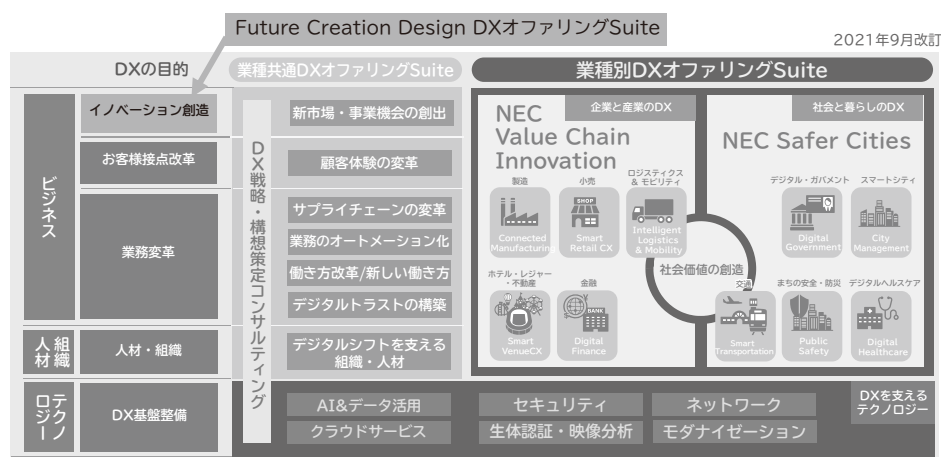 Future Creation Design DXオファリングSuite
2021年9月改訂
DXの目的
業種共通DXオファリングSuite
業種別DXオファリングSuite
ビジネス
イノベーション創造
お客様接点改革
業務変革
組織
人材
人材・組織
テクノ
ロジー
DX基盤整備
DX戦略・構想策定コンサルティング
新市場・事業機会の創出
顧客体験の変革
サプライチェーンの変革
業務のオートメーション化
働き方改革/新しい働き方
デジタルトラストの構築
デジタルシフトを支える
組織・人材
企業と産業のDX
NEC
Value Chain
Innovation
製造
Connected
Manufacturing
小売
SHOP
Smart
Retail CX
ロジスティクス
& モビリティ
Intelligent
Logistics
& Mobility
ホテル・レジャー
・不動産
Smart
VenueCX
金融
BANK
Digital
Finance
社会価値の創造
社会と暮らしのDX
NEC Safer Cities
デジタル・ガバメント
Digital
Government
スマートシティ
City
Management
交通
Smart
Transportation
まちの安全・防災
Public
Safety
デジタルヘルスケア
Digital
Healthcare
AI&データ活用
セキュリティ
ネットワーク
クラウドサービス
生体認証・映像分析
モダナイゼーション
DXを支える
テクノロジー